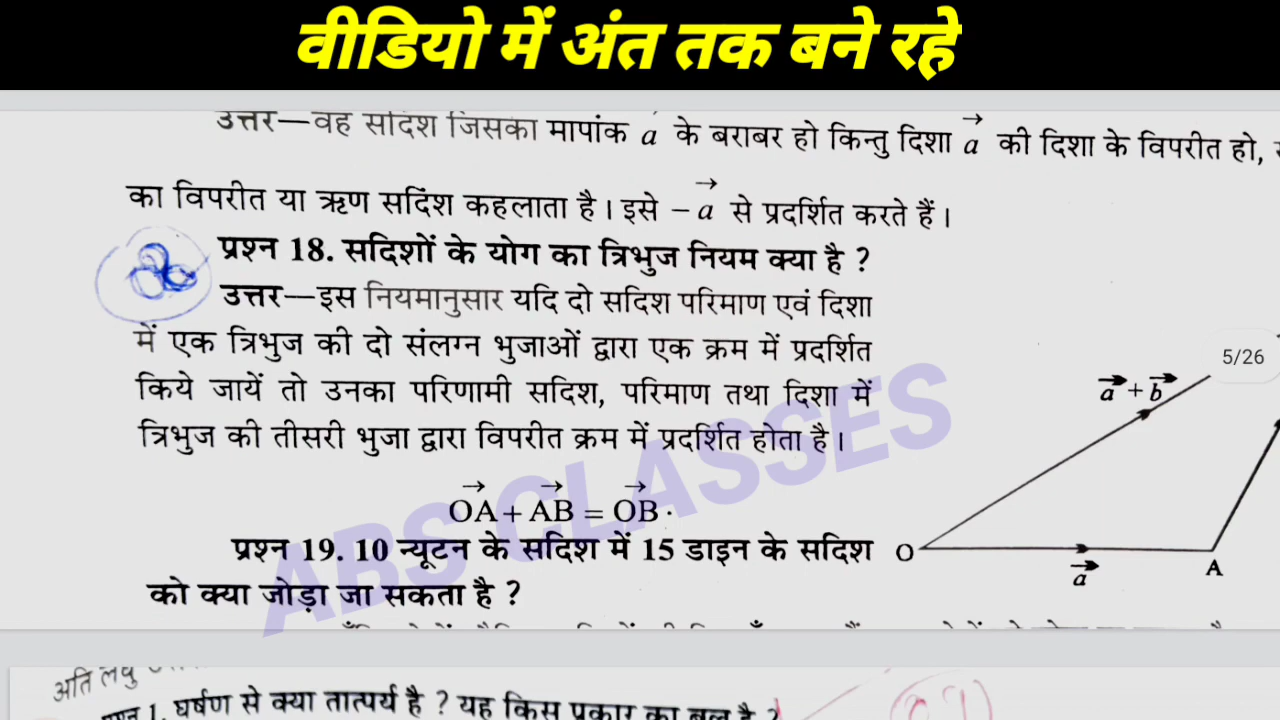 वीडियो में अंत तक बने रहे
उत्तर—वह सदिश जिसका मापांक a के बराबर हो किन्तु दिशा a⃗ की दिशा के विपरीत हो,
का विपरीत या ऋण सदिश कहलाता है। इसे – a⃗ से प्रदर्शित करते हैं।
प्रश्न 18. सदिशों के योग का त्रिभुज नियम क्या है ?
उत्तर—इस नियमानुसार यदि दो सदिश परिमाण एवं दिशा
में एक त्रिभुज की दो संलग्न भुजाओं द्वारा एक क्रम में प्रदर्शित
किये जायें तो उनका परिणामी सदिश, परिमाण तथा दिशा में
त्रिभुज की तीसरी भुजा द्वारा विपरीत क्रम में प्रदर्शित होता है।
OA⃗ + AB⃗ = OB⃗ ·
प्रश्न 19. 10 न्यूटन के सदिश में 15 डाइन के सदिश
को क्या जोड़ा जा सकता है ?
5/26
a⃗ + b⃗
O
a⃗
A
ABS CLASSES
अति लघु
प्रश्न 1. घर्षण से क्या तात्पर्य है ? यह किस प्रकार का बल है ?